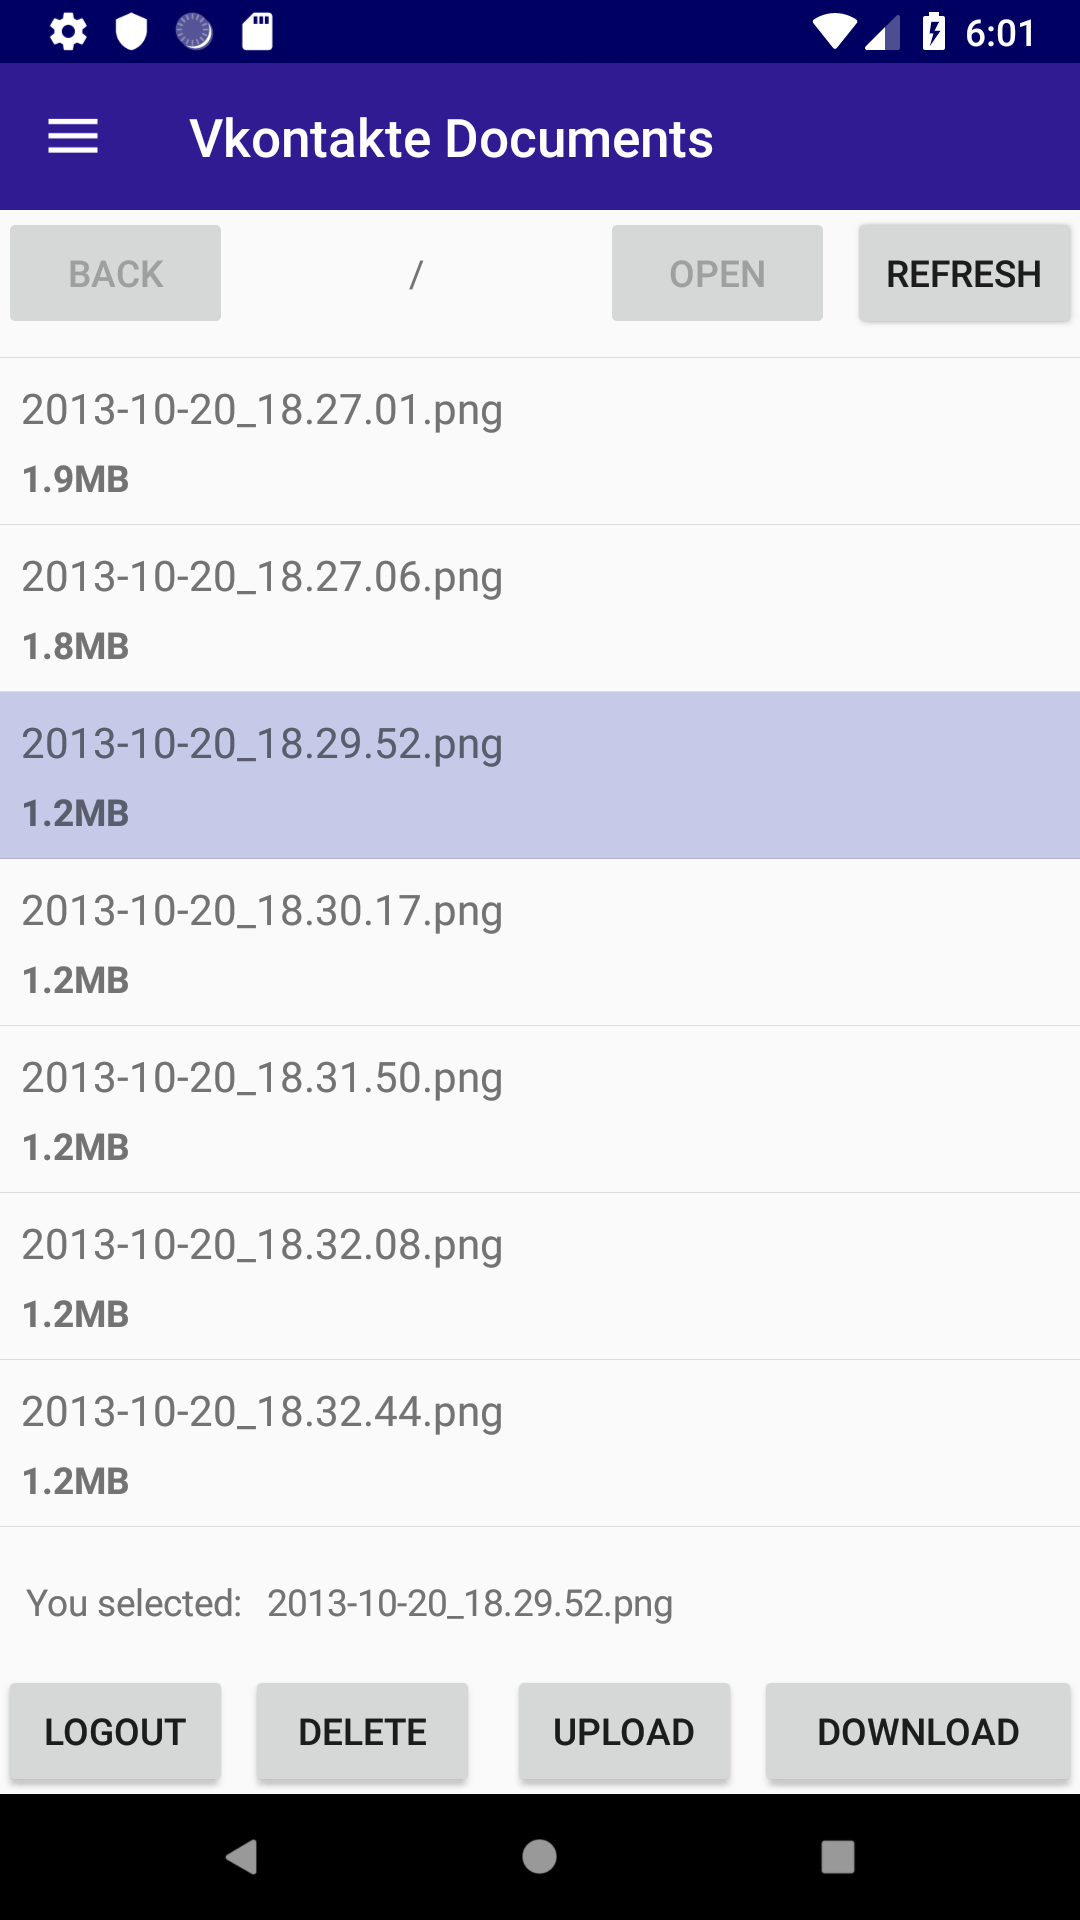 6:01
Vkontakte Documents
BACK / OPEN REFRESH
2013-10-20_18.27.01.png
1.9MB
2013-10-20_18.27.06.png
1.8MB
2013-10-20_18.29.52.png
1.2MB
2013-10-20_18.30.17.png
1.2MB
2013-10-20_18.31.50.png
1.2MB
2013-10-20_18.32.08.png
1.2MB
2013-10-20_18.32.44.png
1.2MB
You selected: 2013-10-20_18.29.52.png
LOGOUT DELETE UPLOAD DOWNLOAD